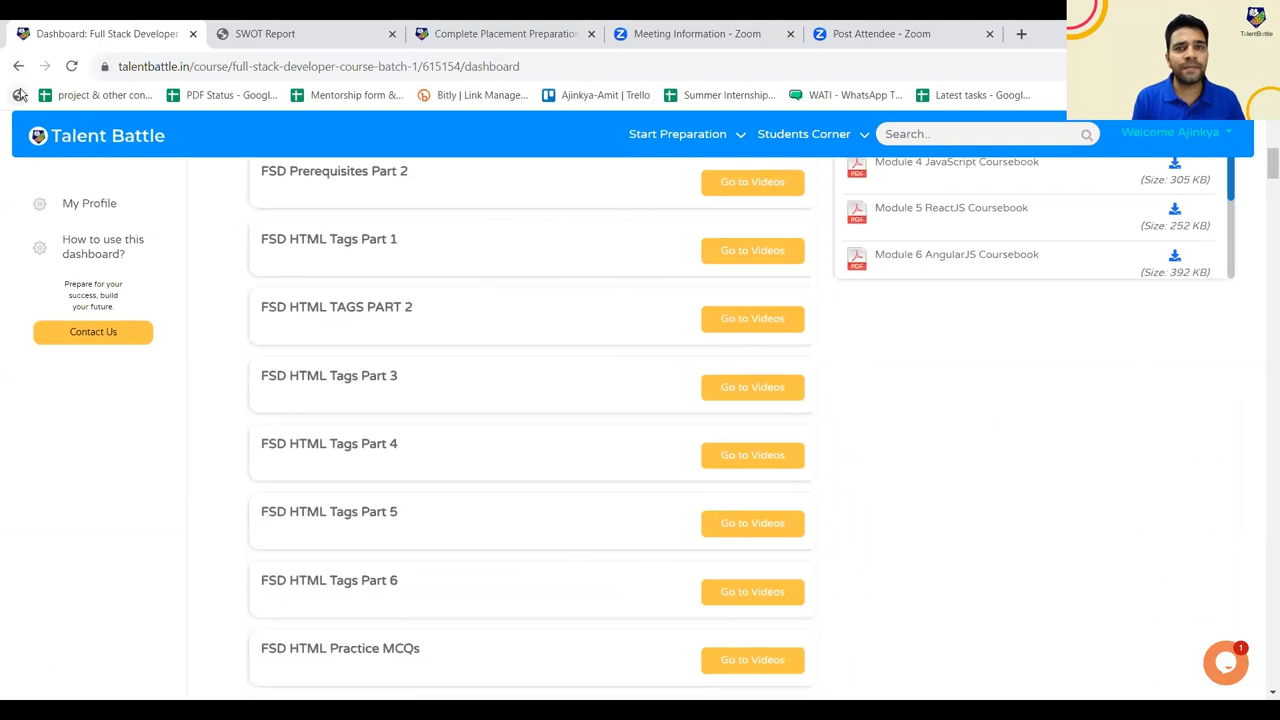 Dashboard: Full Stack Developer
SWOT Report
Complete Placement Preparation
Meeting Information - Zoom
Post Attendee - Zoom
TalentBattle
talentbattle.in/course/full-stack-developer-course-batch-1/615154/dashboard
project & other con...
PDF Status - Googl...
Mentorship form &...
Bitly | Link Manage...
Ajinkya-Amit | Trello
Summer Internship...
WATI - WhatsApp T...
Latest tasks - Googl...
Talent Battle
Start Preparation
Students Corner
Search..
Welcome Ajinkya
My Profile
How to use this
dashboard?
Prepare for your
success, build
your future.
Contact Us
FSD Prerequisites Part 2
Go to Videos
FSD HTML Tags Part 1
Go to Videos
FSD HTML TAGS PART 2
Go to Videos
FSD HTML Tags Part 3
Go to Videos
FSD HTML Tags Part 4
Go to Videos
FSD HTML Tags Part 5
Go to Videos
FSD HTML Tags Part 6
Go to Videos
FSD HTML Practice MCQs
Go to Videos
PDF
Module 4 JavaScript Coursebook
(Size: 305 KB)
PDF
Module 5 ReactJS Coursebook
(Size: 252 KB)
PDF
Module 6 AngularJS Coursebook
(Size: 392 KB)
1